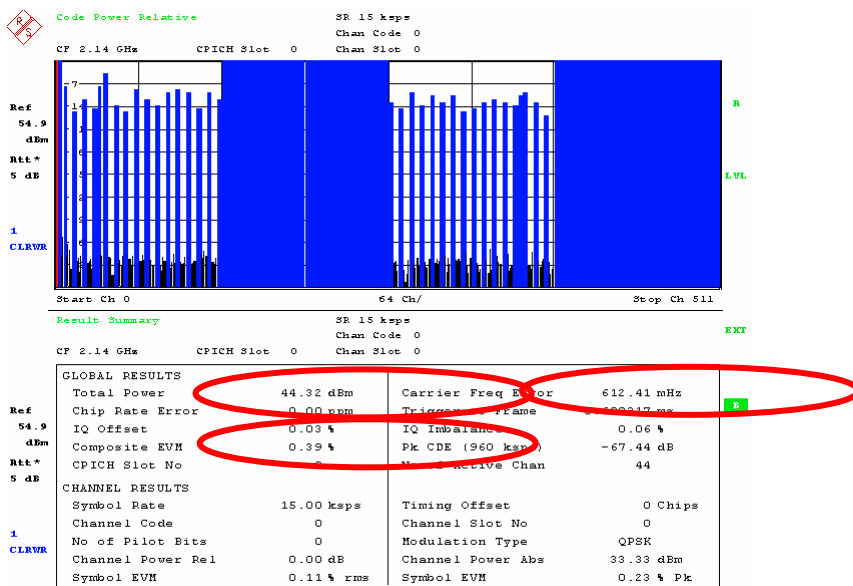 R S
Code Power Relative
SR 15 ksps
Chan Code 0
CF 2.14 GHz CPICH Slot 0 Chan Slot 0
Ref
54.9
dBm
Att*
5 dB
1
CLRWR
-7
R
LVL
Start Ch 0 64 Ch/ Stop Ch 511
Result Summary
SR 15 ksps
Chan Code 0
EXT
CF 2.14 GHz CPICH Slot 0 Chan Slot 0
GLOBAL RESULTS
Total Power 44.32 dBm Carrier Freq Error 612.41 mHz
Chip Rate Error 0.00 ppm Trigger to Frame ms
B
Ref
54.9
dBm
Att*
5 dB
IQ Offset 0.03 % IQ Imbalance 0.06 %
Composite EVM 0.39 % Pk CDE (960 ksps) -67.44 dB
CPICH Slot No 0 Active Chan 44
CHANNEL RESULTS
Symbol Rate 15.00 ksps Timing Offset 0 Chips
Channel Code 0 Channel Slot No 0
No of Pilot Bits 0 Modulation Type QPSK
Channel Power Rel 0.00 dB Channel Power Abs 33.33 dBm
Symbol EVM 0.11 % rms Symbol EVM 0.23 % Pk
1
CLRWR